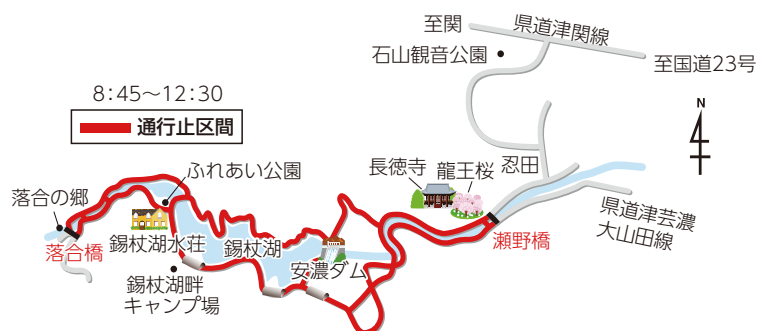 至関
県道津関線
石山観音公園
至国道23号
8:45〜12:30
通行止区間
N
ふれあい公園
長徳寺
龍王桜
忍田
落合の郷
県道津芸濃
大山田線
落合橋
錫杖湖水荘
錫杖湖
安濃ダム
瀬野橋
錫杖湖畔
キャンプ場